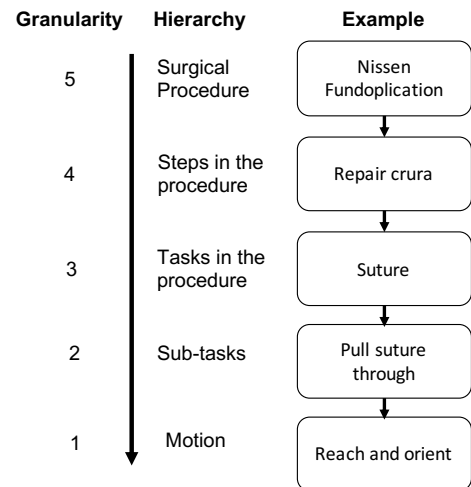 Granularity Hierarchy Example
5 Surgical Procedure Nissen Fundoplication
4 Steps in the procedure Repair crura
3 Tasks in the procedure Suture
2 Sub-tasks Pull suture through
1 Motion Reach and orient